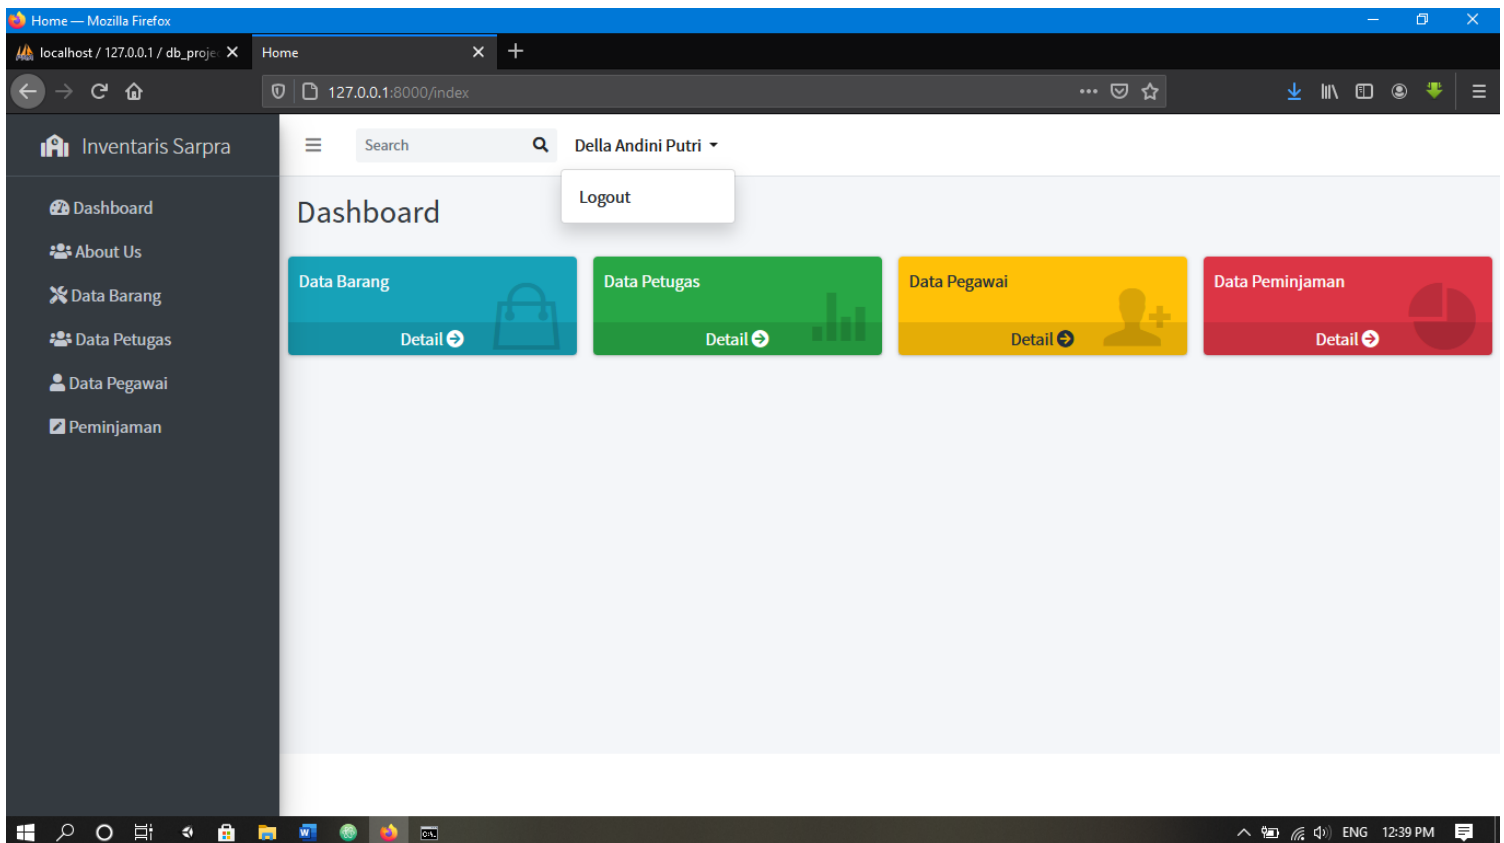 Home — Mozilla Firefox
localhost / 127.0.0.1 / db_projec
Home
127.0.0.1:8000/index
Inventaris Sarpra
Search
Della Andini Putri
Logout
Dashboard
Dashboard
About Us
Data Barang
Data Petugas
Data Pegawai
Peminjaman
Data Barang
Detail
Data Petugas
Detail
Data Pegawai
Detail
Data Peminjaman
Detail
ENG 12:39 PM